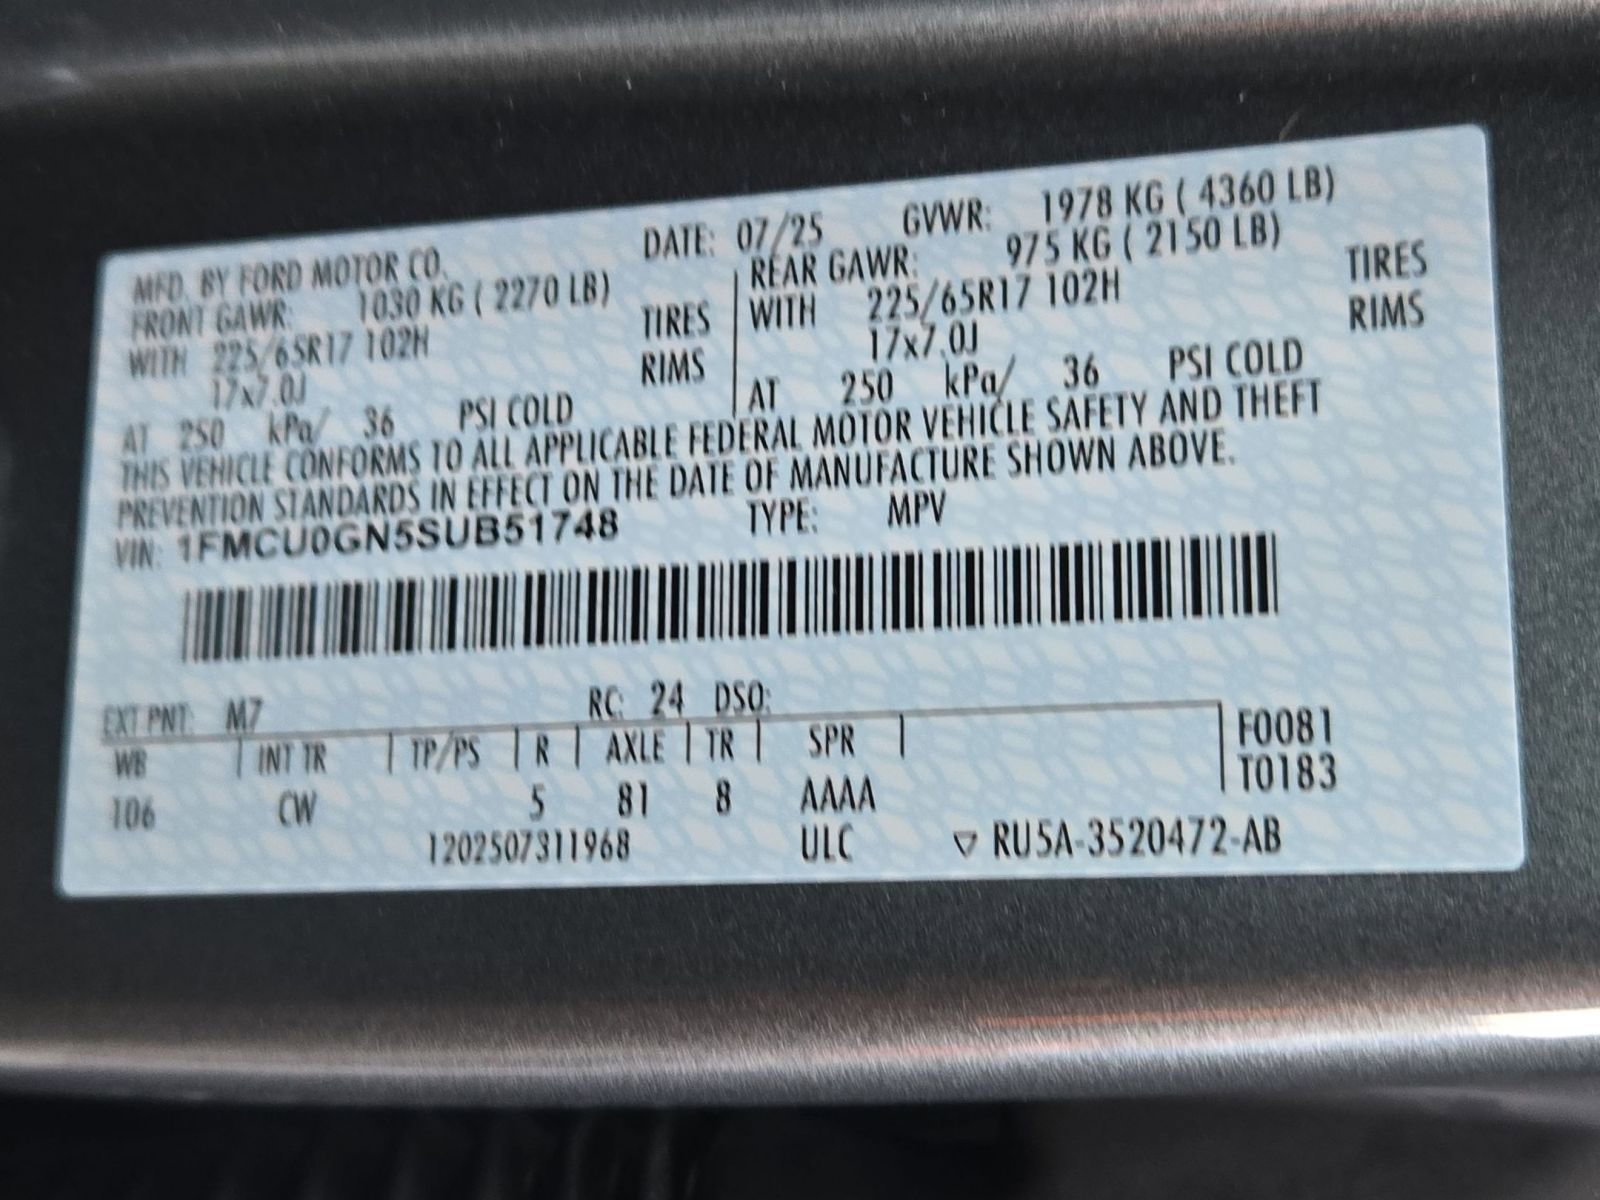 MFD. BY FORD MOTOR CO. DATE: 07/25 GVWR: 1978 KG ( 4360 LB)
FRONT GAWR: 1030 KG ( 2270 LB) REAR GAWR: 975 KG ( 2150 LB)
WITH 225/65R17 102H TIRES WITH 225/65R17 102H TIRES
17x7.0J RIMS 17x7.0J RIMS
AT 250 kPa/ 36 PSI COLD AT 250 kPa/ 36 PSI COLD
THIS VEHICLE CONFORMS TO ALL APPLICABLE FEDERAL MOTOR VEHICLE SAFETY AND THEFT
PREVENTION STANDARDS IN EFFECT ON THE DATE OF MANUFACTURE SHOWN ABOVE.
VIN: 1FMCU0GN5SUB51748 TYPE: MPV
EXT PNT: M7 RC: 24 DSO:
WB INT TR TP/PS R AXLE TR SPR F0081
T0183
106 CW 5 81 8 AAAA
1202507311968 ULC ▽ RU5A-3520472-AB